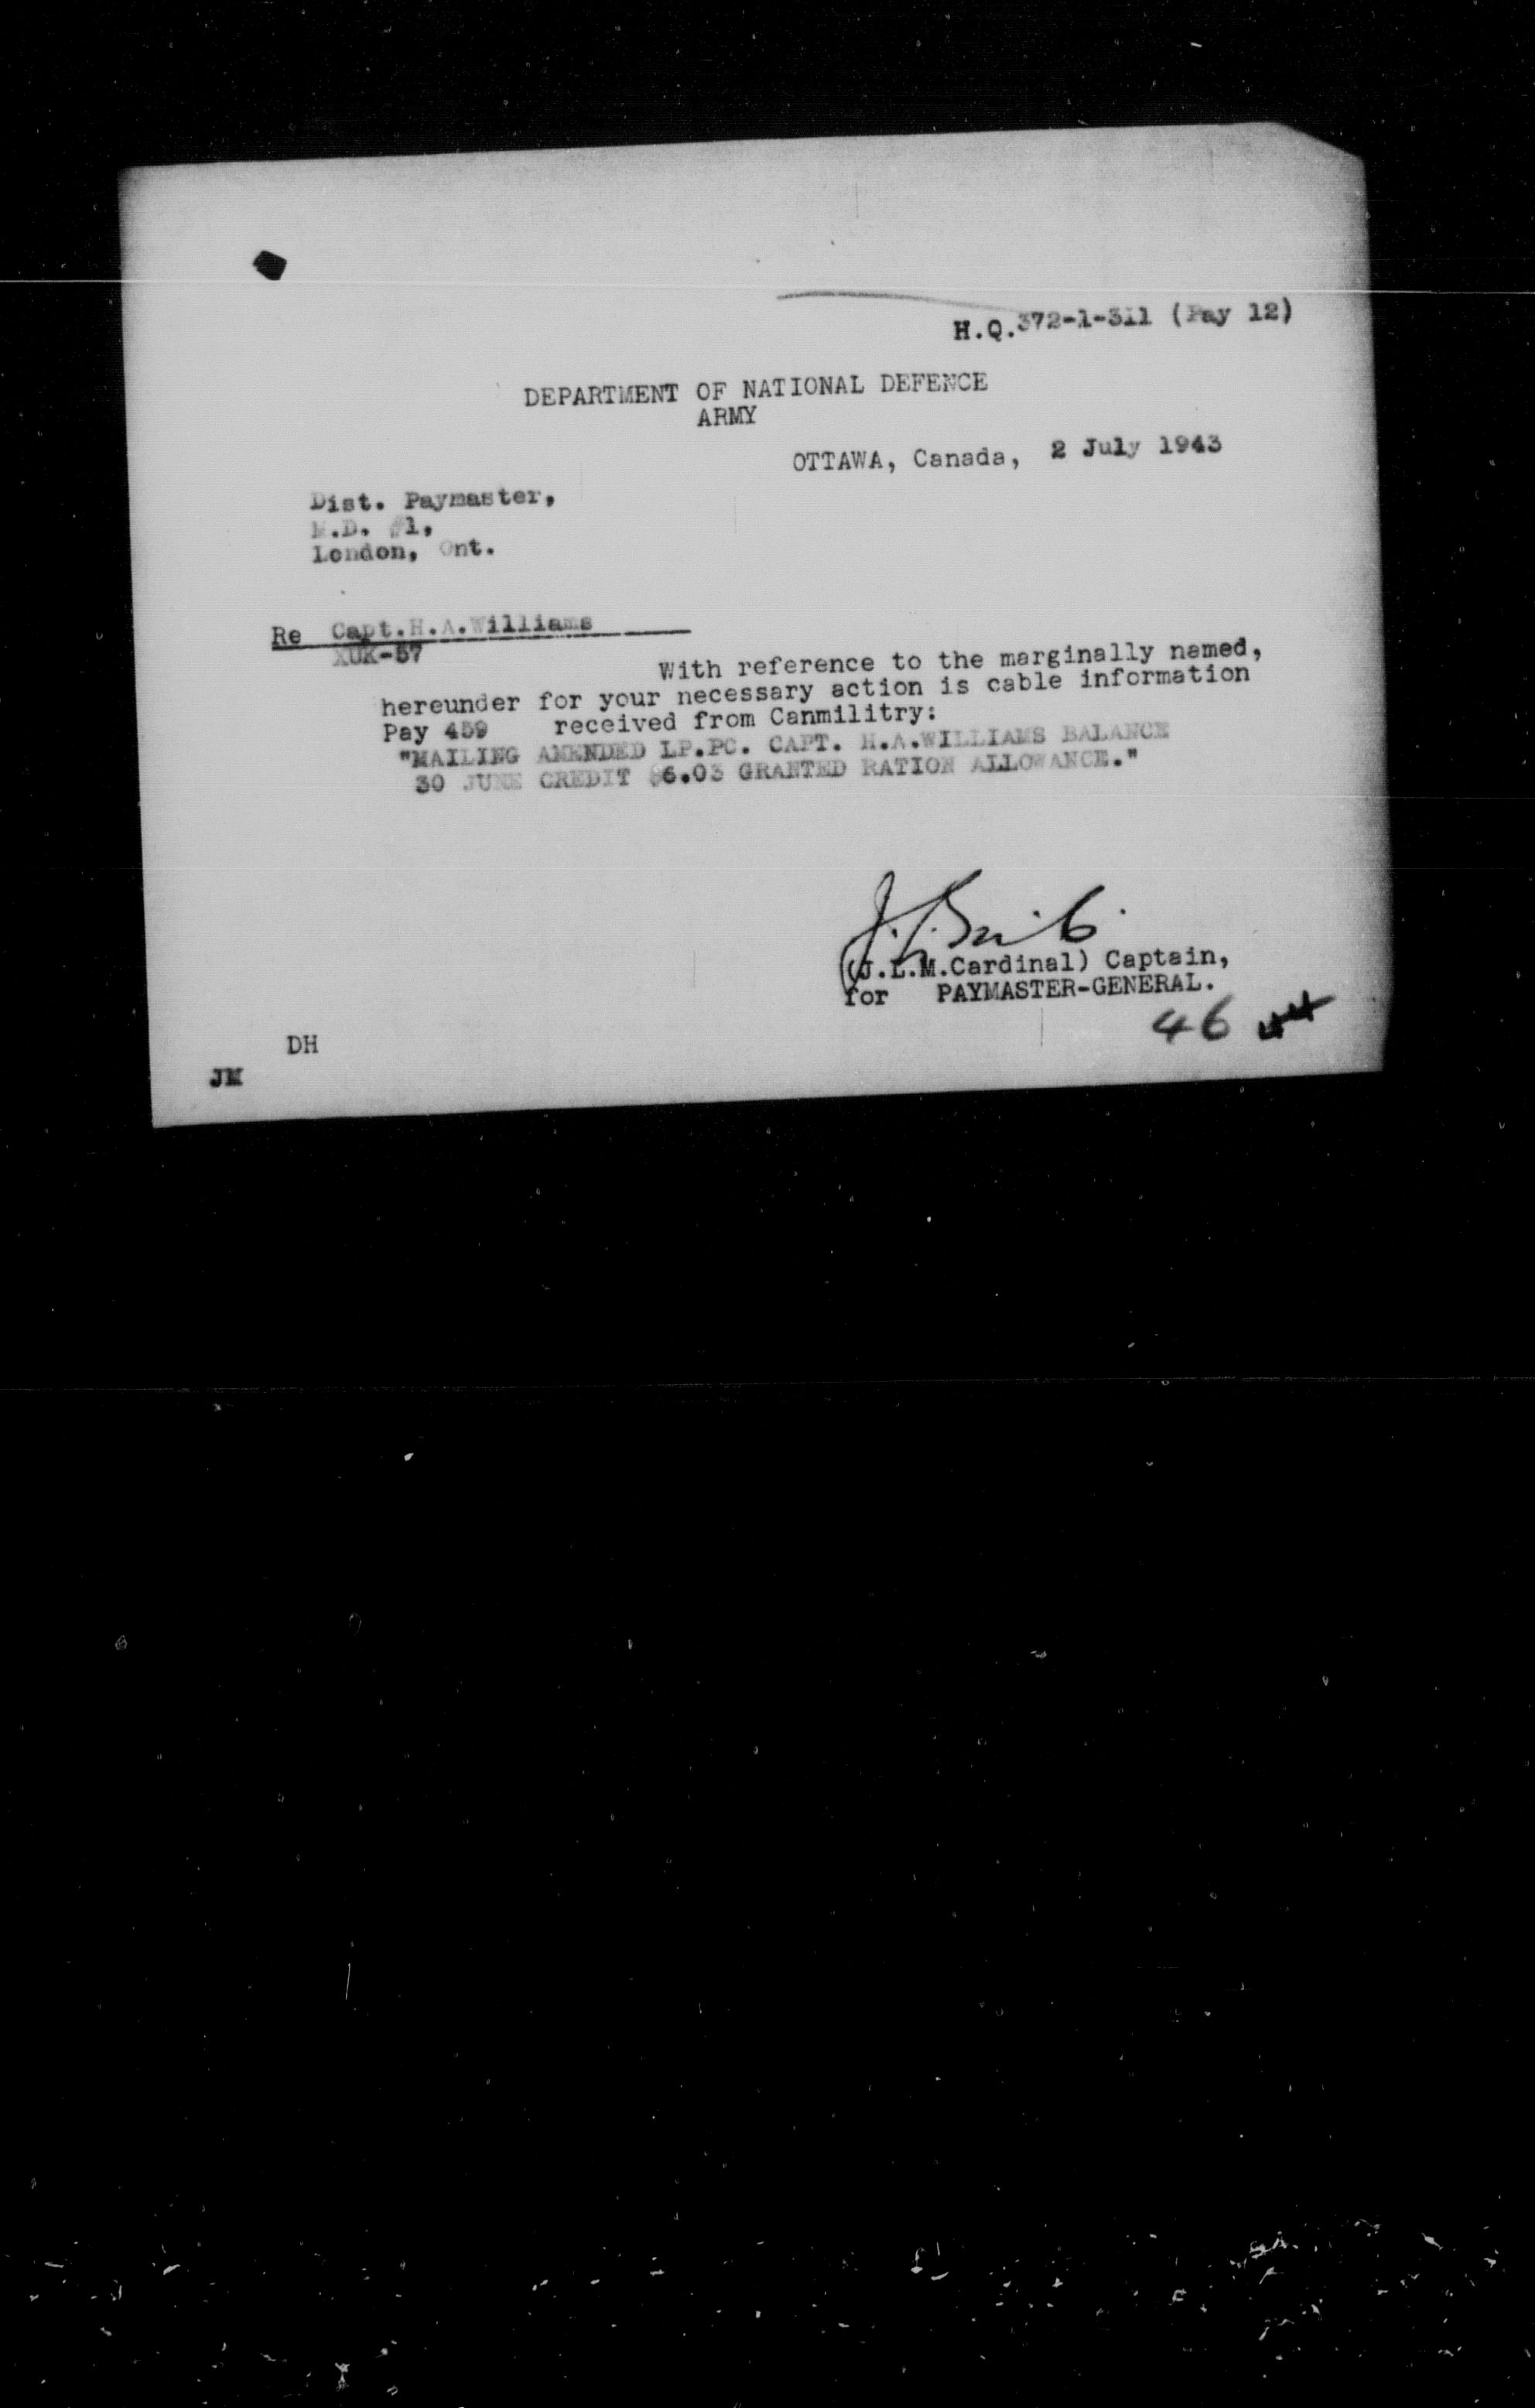 H.Q.372-1-311 (Pay 12)
DEPARTMENT OF NATIONAL DEFENCE
ARMY
OTTAWA, Canada, 2 July 1943
Dist. Paymaster,
M.D. #1,
London, Ont.
Re Capt.H.A.Williams
XUK-57
With reference to the marginally named,
hereunder for your necessary action is cable information
Pay 459 received from Canmilitry:
"MAILING AMENDED LP.PC. CAPT. H.A.WILLIAMS BALANCE
30 JUNE CREDIT $6.03 GRANTED RATION ALLOWANCE."
(J.L.M.Cardinal) Captain,
for PAYMASTER-GENERAL.
46
DH
JM